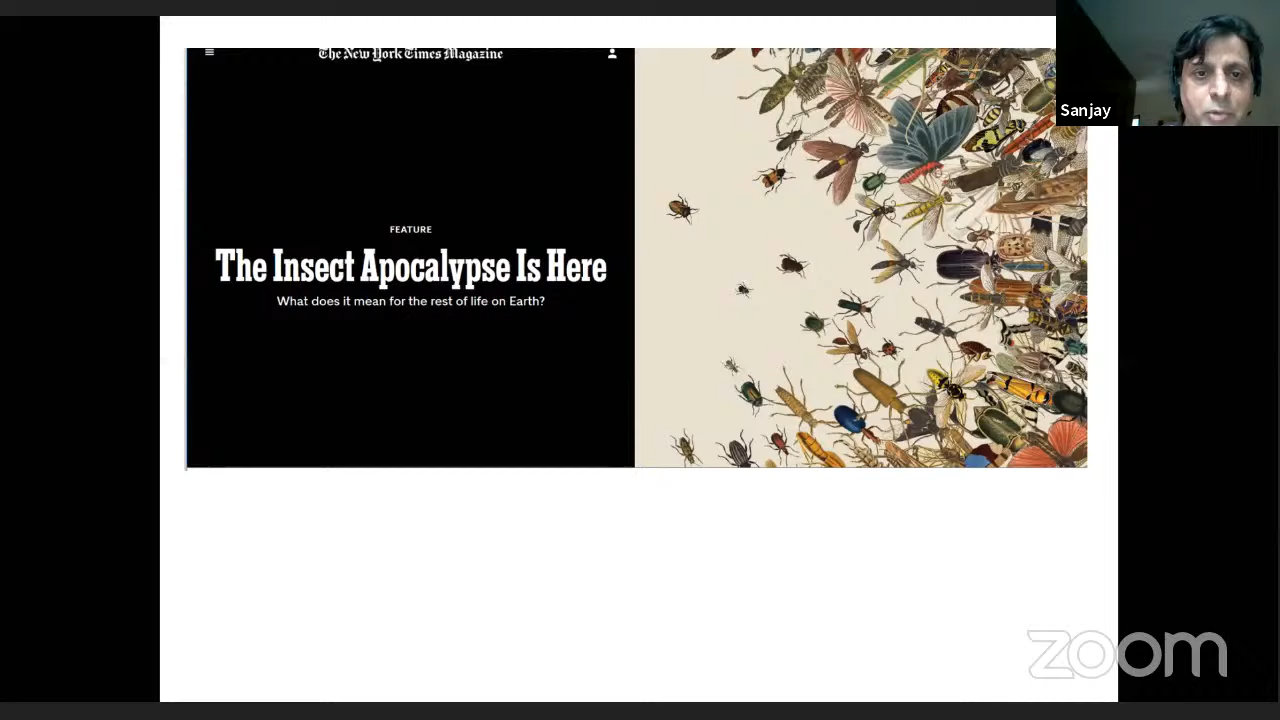 The New York Times Magazine
Sanjay
FEATURE
The Insect Apocalypse Is Here
What does it mean for the rest of life on Earth?
zoom